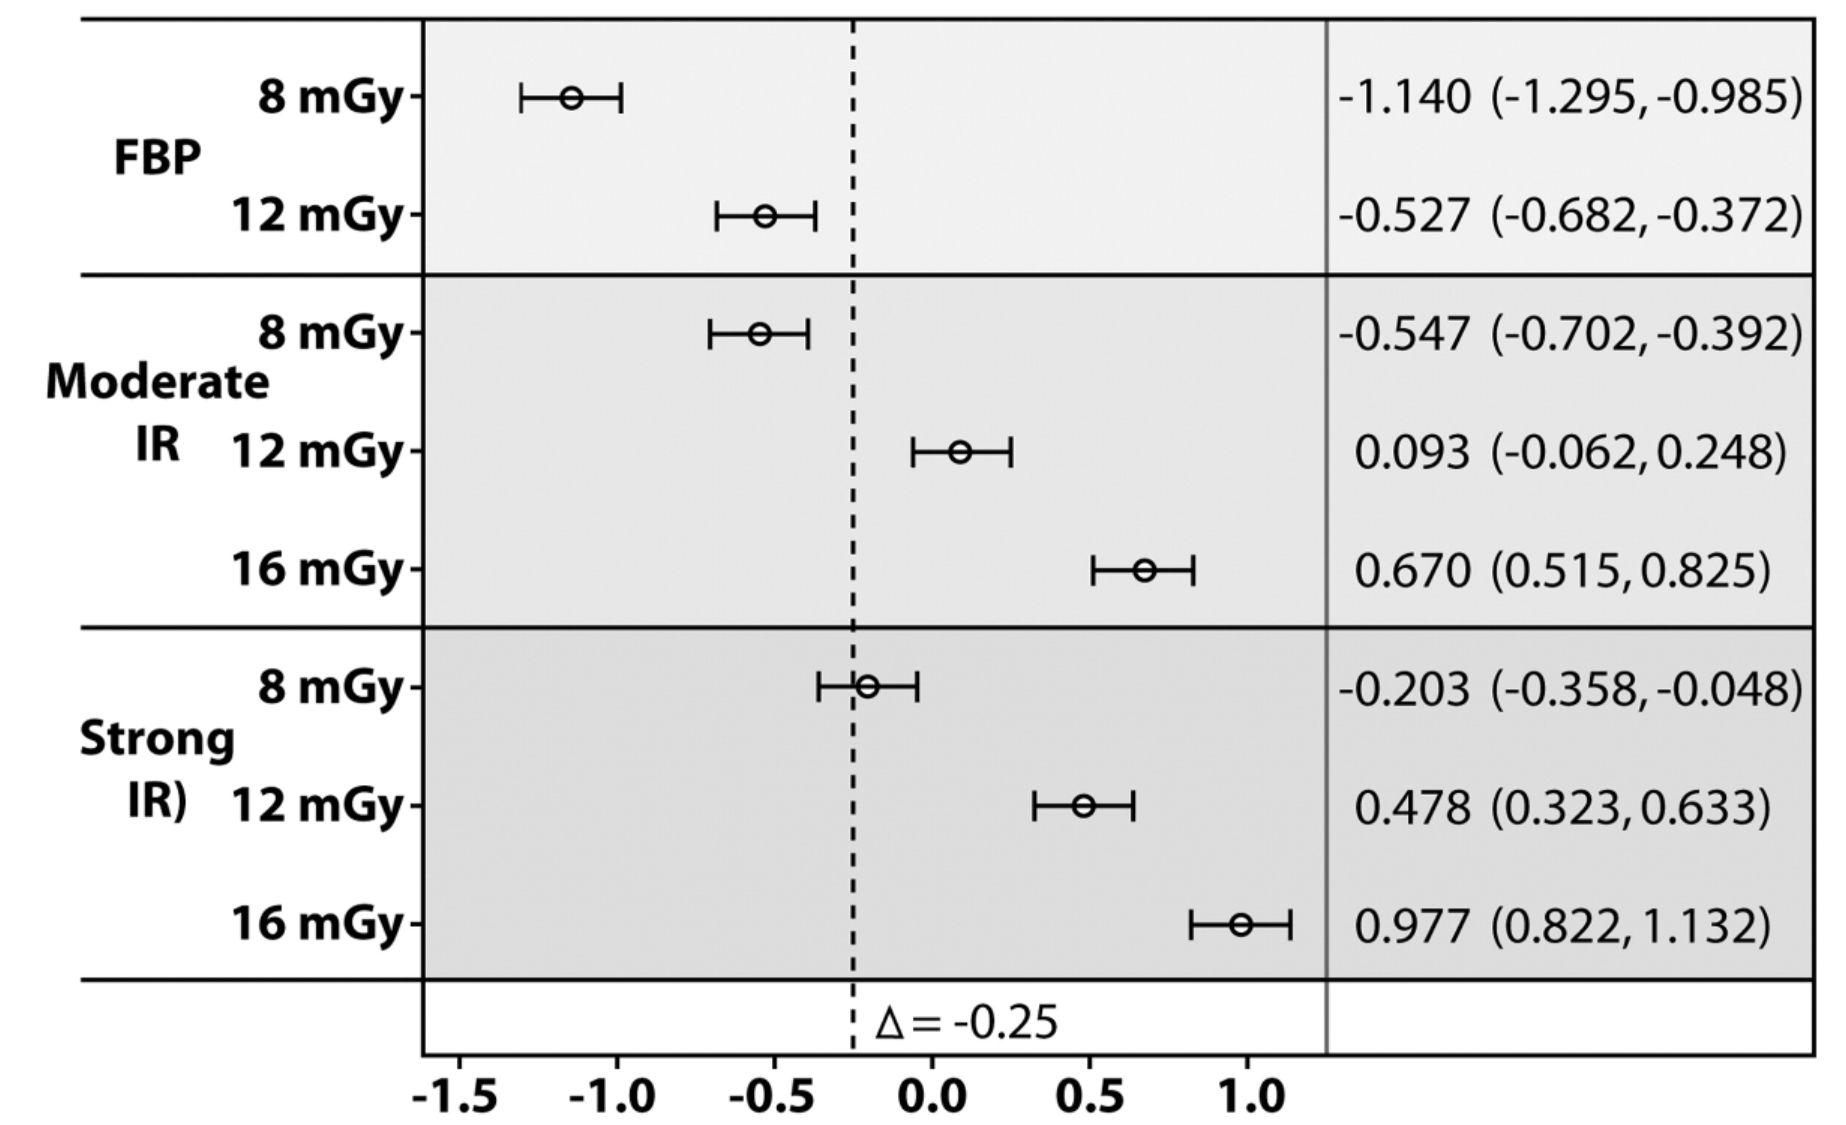 8 mGy -1.140 (-1.295, -0.985)
FBP
12 mGy -0.527 (-0.682, -0.372)
8 mGy -0.547 (-0.702, -0.392)
Moderate
IR
12 mGy 0.093 (-0.062, 0.248)
16 mGy 0.670 (0.515, 0.825)
8 mGy -0.203 (-0.358, -0.048)
Strong
IR)
12 mGy 0.478 (0.323, 0.633)
16 mGy 0.977 (0.822, 1.132)
Δ = -0.25
-1.5 -1.0 -0.5 0.0 0.5 1.0